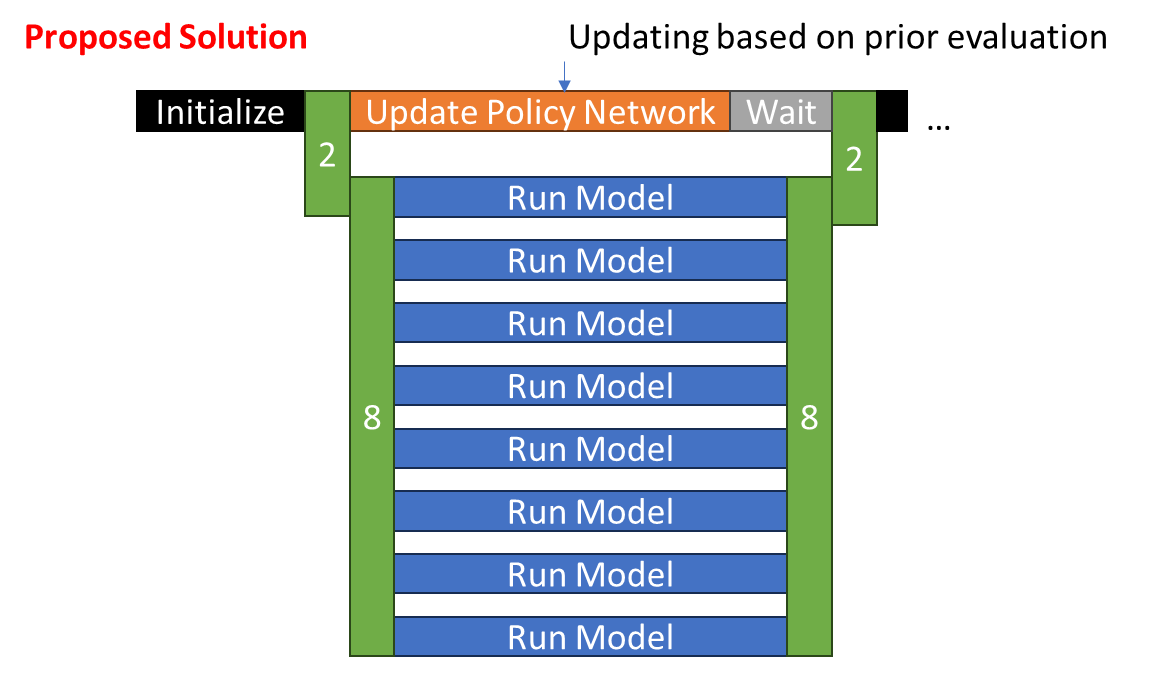 Proposed Solution
Updating based on prior evaluation
Initialize
Update Policy Network
Wait
...
2
2
Run Model
Run Model
Run Model
Run Model
8
8
Run Model
Run Model
Run Model
Run Model